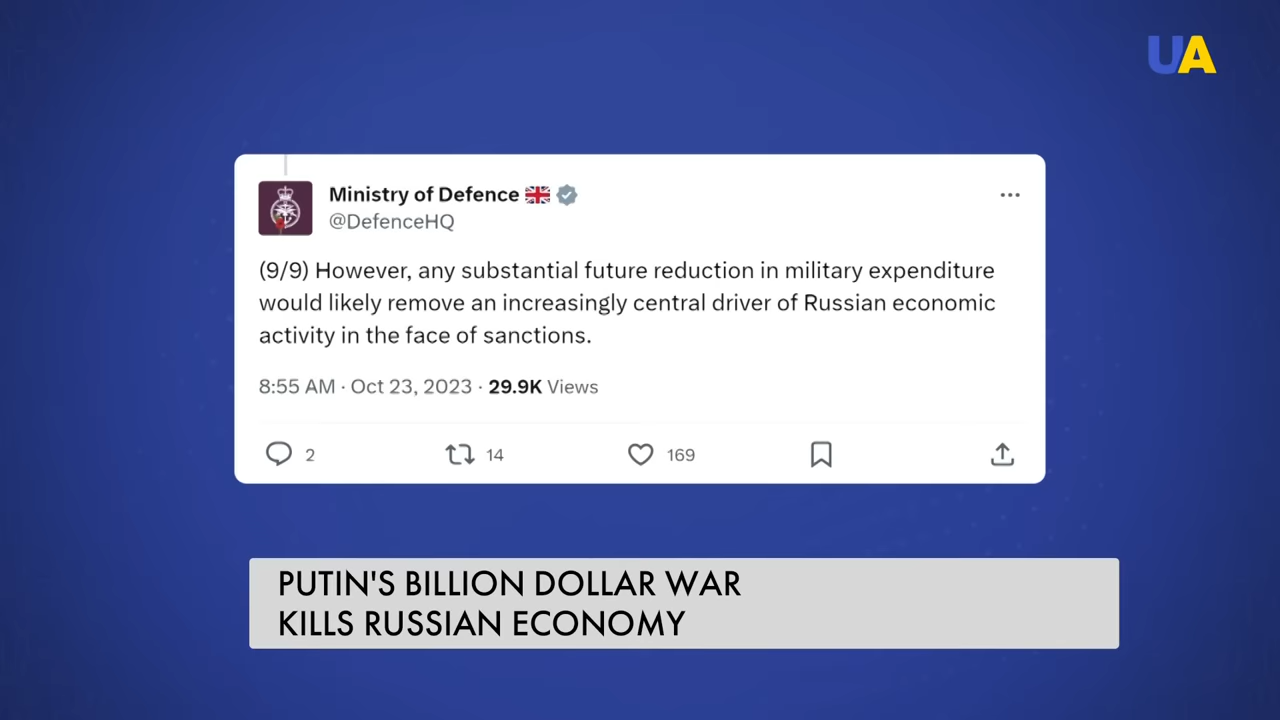 UA
Ministry of Defence
@DefenceHQ
(9/9) However, any substantial future reduction in military expenditure
would likely remove an increasingly central driver of Russian economic
activity in the face of sanctions.
8:55 AM · Oct 23, 2023 · 29.9K Views
2 14 169
PUTIN'S BILLION DOLLAR WAR
KILLS RUSSIAN ECONOMY